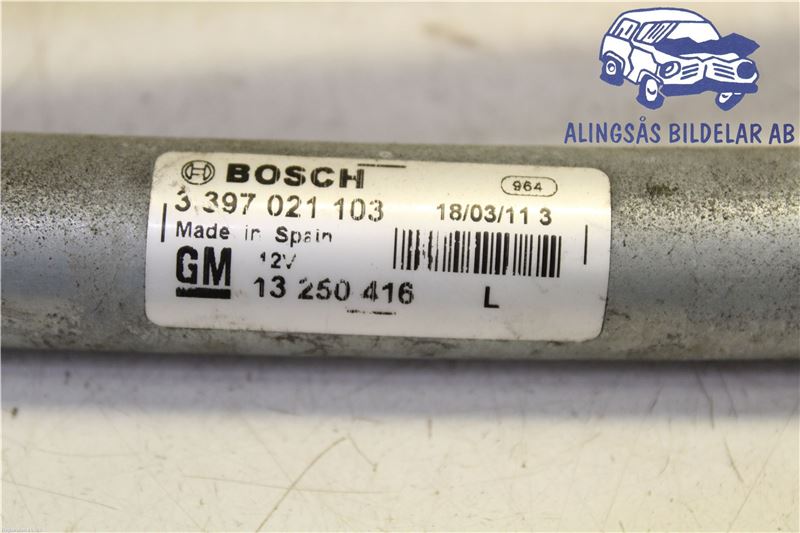 ALINGSÅS BILDELAR AB
BOSCH
964
3 397 021 103
18/03/11 3
Made in Spain
GM
12V
13 250 416
L